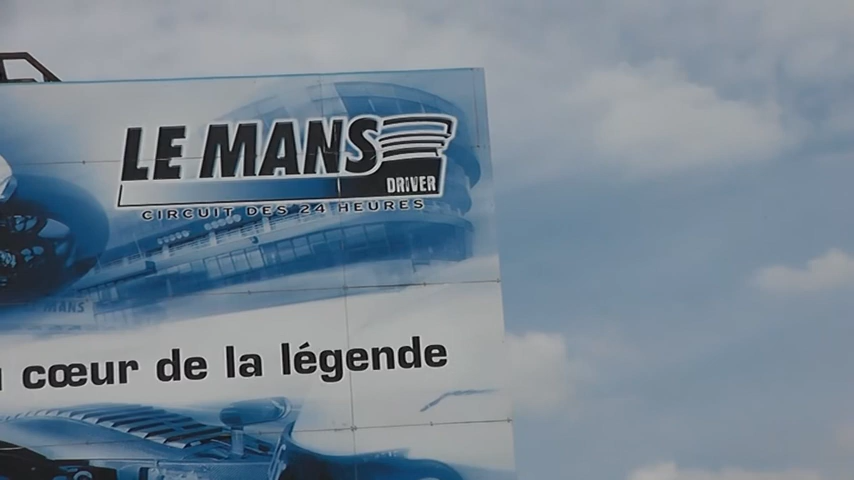 LE MANS
DRIVER
CIRCUIT DES 24 HEURES
MANS
cœur de la légende